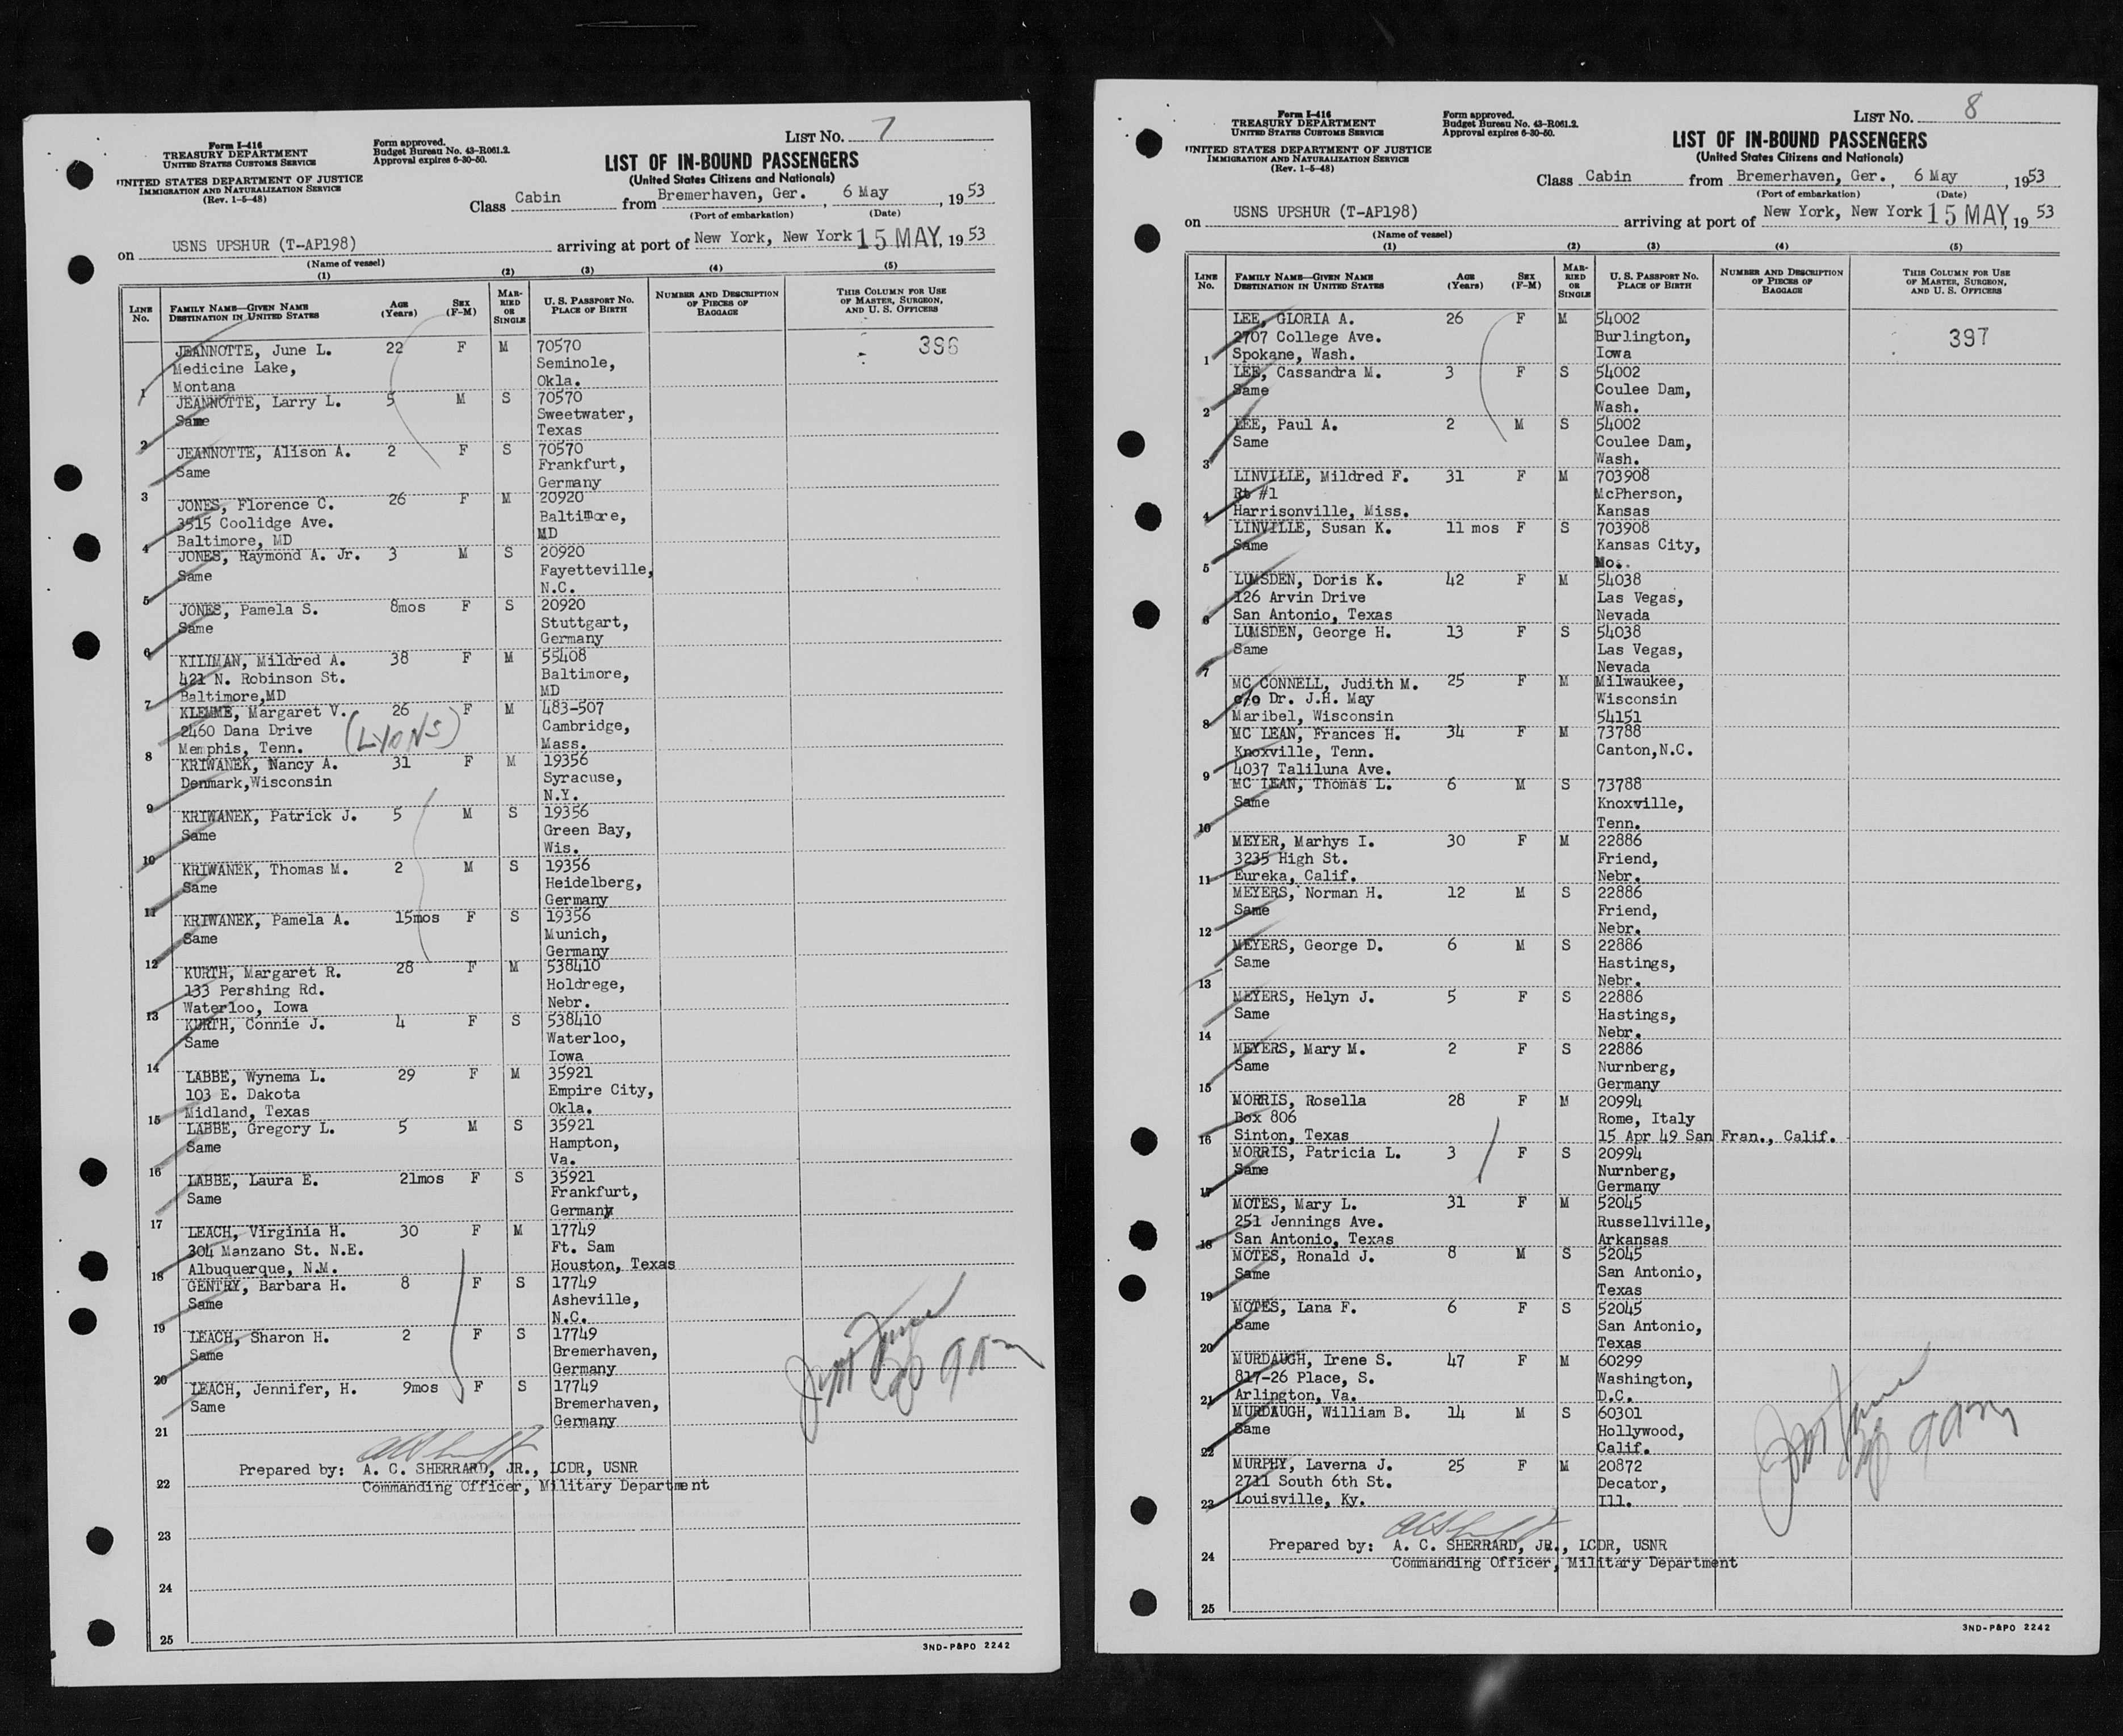 LIST NO. 7
Form I-416
TREASURY DEPARTMENT
UNITED STATES CUSTOMS SERVICE
UNITED STATES DEPARTMENT OF JUSTICE
IMMIGRATION AND NATURALIZATION SERVICE
(Rev. 1-5-48)
Form approved.
Budget Bureau No. 43-R061.2.
Approval expires 6-30-50.
LIST OF IN-BOUND PASSENGERS
(United States Citizens and Nationals)
Class Cabin from Bremerhaven, Ger. , 6 May , 1953
(Port of embarkation) (Date)
on USNS UPSHUR (T-AP198) arriving at port of New York, New York 15 MAY, 1953
(Name of vessel)
(1) (2) (3) (4) (5)
LINE No. FAMILY NAME—GIVEN NAME DESTINATION IN UNITED STATES AGE (Years) SEX (F-M) MARRIED OR SINGLE U. S. PASSPORT No. PLACE OF BIRTH NUMBER AND DESCRIPTION OF PIECES OF BAGGAGE THIS COLUMN FOR USE OF MASTER, SURGEON, AND U. S. OFFICERS
JEANNOTTE, June L. 22 F M 70570 396
Medicine Lake, Seminole,
1 Montana Okla.
JEANNOTTE, Larry L. 5 M S 70570
Same Sweetwater,
2 Texas
JEANNOTTE, Alison A. 2 F S 70570
Same Frankfurt,
3 Germany
JONES, Florence C. 26 F M 20920
3515 Coolidge Ave. Baltimore,
4 Baltimore, MD MD
JONES, Raymond A. Jr. 3 M S 20920
Same Fayetteville,
5 N.C.
JONES, Pamela S. 8mos F S 20920
Same Stuttgart,
6 Germany
KILIMAN, Mildred A. 38 F M 55408
421 N. Robinson St. Baltimore,
7 Baltimore,MD MD
KLEMME, Margaret V. 26 F M 483-507
2460 Dana Drive (LYONS) Cambridge,
8 Memphis, Tenn. Mass.
KRIWANEK, Nancy A. 31 F M 19356
Denmark,Wisconsin Syracuse,
9 N.Y.
KRIWANEK, Patrick J. 5 M S 19356
Same Green Bay,
10 Wis.
KRIWANEK, Thomas M. 2 M S 19356
Same Heidelberg,
11 Germany
KRIWANEK, Pamela A. 15mos F S 19356
Same Munich,
12 Germany
KURTH, Margaret R. 28 F M 538410
133 Pershing Rd. Holdrege,
13 Waterloo, Iowa Nebr.
KURTH, Connie J. 4 F S 538410
Same Waterloo,
14 Iowa
LABBE, Wynema L. 29 F M 35921
103 E. Dakota Empire City,
15 Midland, Texas Okla.
LABBE, Gregory L. 5 M S 35921
Same Hampton,
16 Va.
LABBE, Laura E. 21mos F S 35921
Same Frankfurt,
17 Germany
LEACH, Virginia H. 30 F M 17749
304 Manzano St. N.E. Ft. Sam
18 Albuquerque, N.M. Houston, Texas
GENTRY, Barbara H. 8 F S 17749
Same Asheville,
19 N.C.
LEACH, Sharon H. 2 F S 17749
Same Bremerhaven,
20 Germany
LEACH, Jennifer, H. 9mos F S 17749
Same Bremerhaven,
21 Germany
Prepared by: A. C. SHERRARD, JR., LCDR, USNR
22 Commanding Officer, Military Department
23
24
25
3ND-P&PO 2242
LIST NO. 8
Form I-416
TREASURY DEPARTMENT
UNITED STATES CUSTOMS SERVICE
UNITED STATES DEPARTMENT OF JUSTICE
IMMIGRATION AND NATURALIZATION SERVICE
(Rev. 1-5-48)
Form approved.
Budget Bureau No. 43-R061.2.
Approval expires 6-30-50.
LIST OF IN-BOUND PASSENGERS
(United States Citizens and Nationals)
Class Cabin from Bremerhaven, Ger. , 6 May , 1953
(Port of embarkation) (Date)
on USNS UPSHUR (T-AP198) arriving at port of New York, New York 15 MAY, 1953
(Name of vessel)
(1) (2) (3) (4) (5)
LINE No. FAMILY NAME—GIVEN NAME DESTINATION IN UNITED STATES AGE (Years) SEX (F-M) MARRIED OR SINGLE U. S. PASSPORT No. PLACE OF BIRTH NUMBER AND DESCRIPTION OF PIECES OF BAGGAGE THIS COLUMN FOR USE OF MASTER, SURGEON, AND U. S. OFFICERS
LEE, GLORIA A. 26 F M 54002 397
2707 College Ave. Burlington,
1 Spokane, Wash. Iowa
LEE, Cassandra M. 3 F S 54002
Same Coulee Dam,
2 Wash.
LEE, Paul A. 2 M S 54002
Same Coulee Dam,
3 Wash.
LINVILLE, Mildred F. 31 F M 703908
Rt #1 McPherson,
4 Harrisonville, Miss. Kansas
LINVILLE, Susan K. 11 mos F S 703908
Same Kansas City,
5 Mo.
LUMSDEN, Doris K. 42 F M 54038
126 Arvin Drive Las Vegas,
6 San Antonio, Texas Nevada
LUMSDEN, George H. 13 F S 54038
Same Las Vegas,
7 Nevada
MC CONNELL, Judith M. 25 F M Milwaukee,
c/o Dr. J.H. May Wisconsin
8 Maribel, Wisconsin 54151
MC LEAN, Frances H. 34 F M 73788
Knoxville, Tenn. Canton,N.C.
9 4037 Taliluna Ave.
MC LEAN, Thomas L. 6 M S 73788
Same Knoxville,
10 Tenn.
MEYER, Marhys I. 30 F M 22886
3235 High St. Friend,
11 Eureka, Calif. Nebr.
MEYERS, Norman H. 12 M S 22886
Same Friend,
12 Nebr.
MEYERS, George D. 6 M S 22886
Same Hastings,
13 Nebr.
MEYERS, Helyn J. 5 F S 22886
Same Hastings,
14 Nebr.
MEYERS, Mary M. 2 F S 22886
Same Nurnberg,
15 Germany
MORRIS, Rosella 28 F M 20994
Box 806 Rome, Italy
16 Sinton, Texas 15 Apr 49 San Fran., Calif.
MORRIS, Patricia L. 3 F S 20994
Same Nurnberg,
17 Germany
MOTES, Mary L. 31 F M 52045
251 Jennings Ave. Russellville,
18 San Antonio, Texas Arkansas
MOTES, Ronald J. 8 M S 52045
Same San Antonio,
19 Texas
MOTES, Lana F. 6 F S 52045
Same San Antonio,
20 Texas
MURDAUGH, Irene S. 47 F M 60299
817-26 Place, S. Washington,
21 Arlington, Va. D.C.
MURDAUGH, William B. 14 M S 60301
Same Hollywood,
22 Calif.
MURPHY, Laverna J. 25 F M 20872
2711 South 6th St. Decator,
23 Louisville, Ky. Ill.
Prepared by: A. C. SHERRARD, JR., LCDR, USNR
24 Commanding Officer, Military Department
25
3ND-P&PO 2242